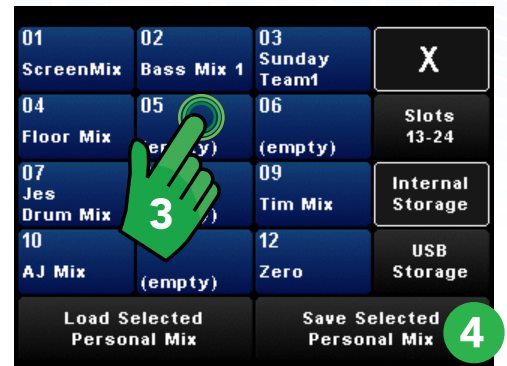 01
ScreenMix
02
Bass Mix 1
03
Sunday
Team1
X
04
Floor Mix
05
06
(empty)
Slots
13-24
07
Jes
Drum Mix
3
09
Tim Mix
Internal
Storage
10
AJ Mix
(empty)
12
Zero
USB
Storage
Load Selected
Personal Mix
Save Selected
Personal Mix
4